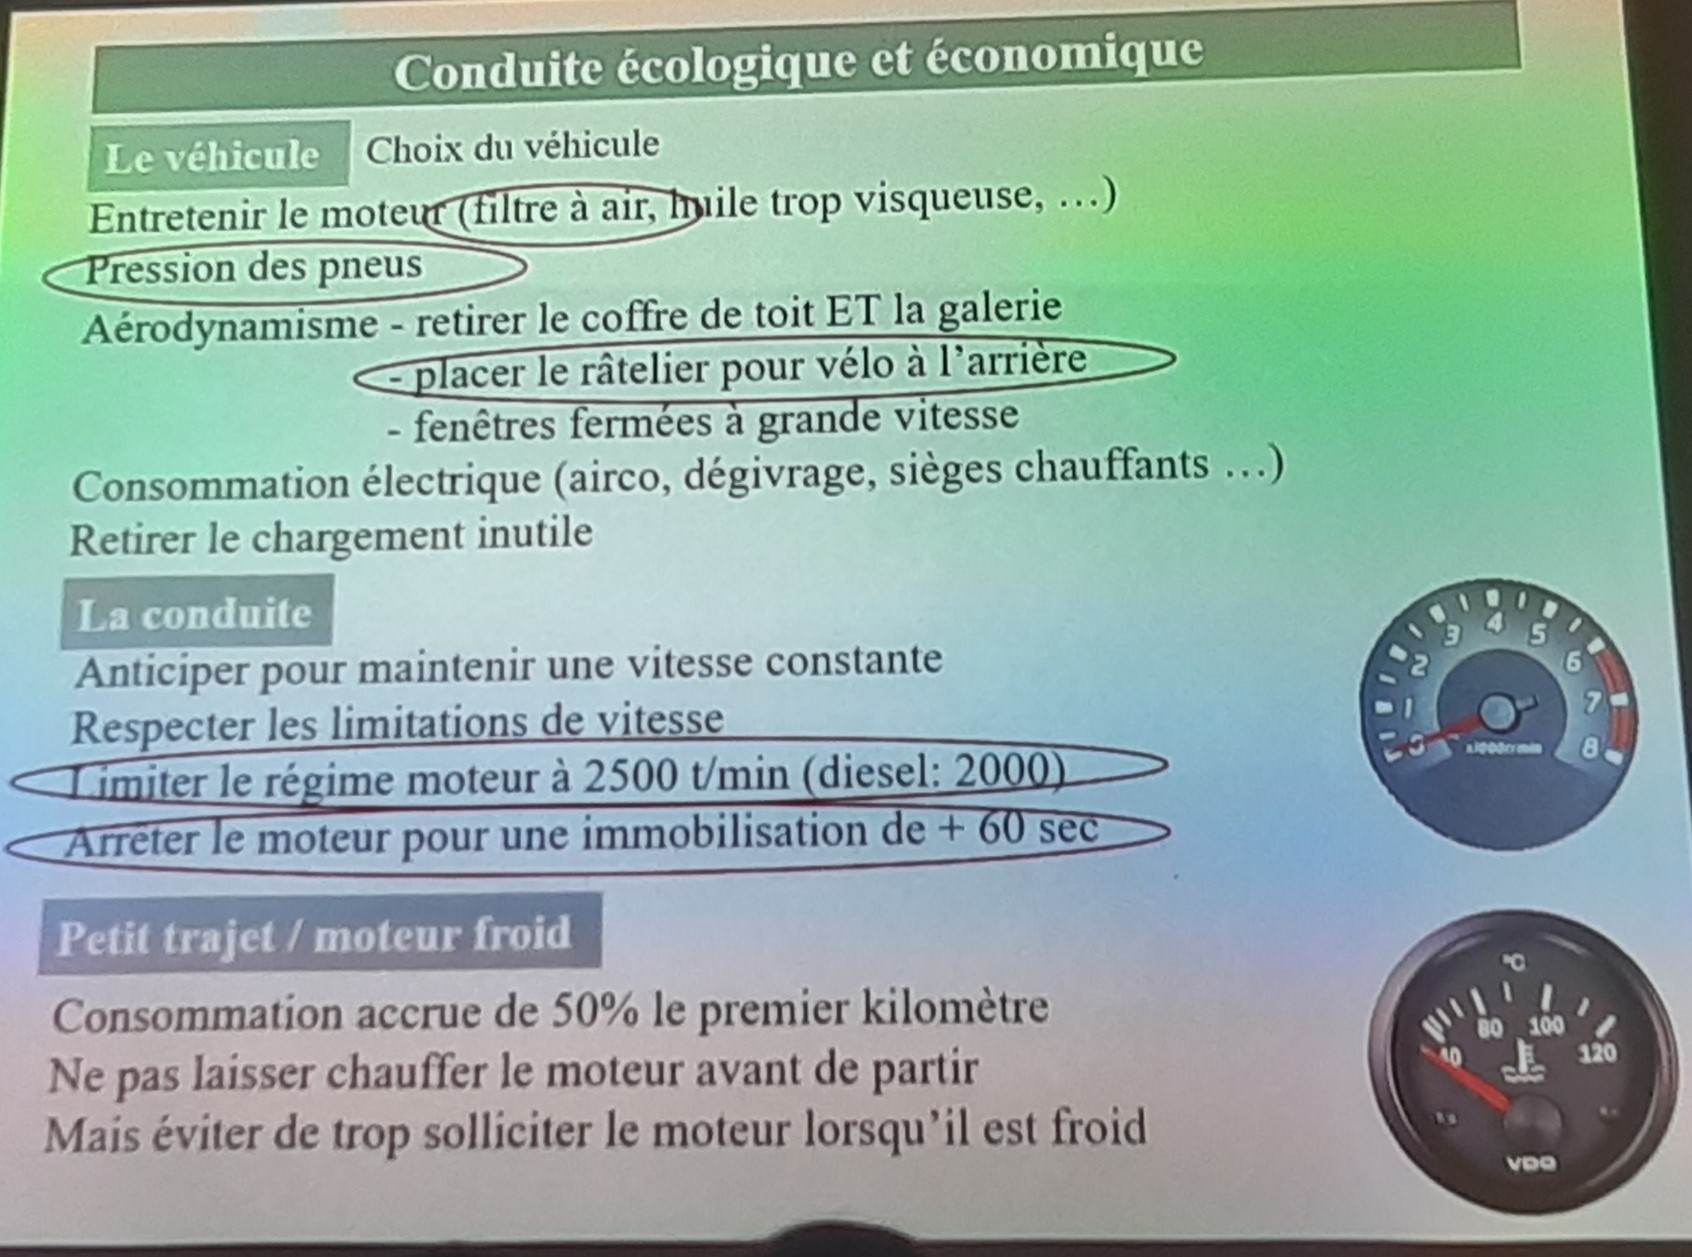 Conduite écologique et économique
Le véhicule Choix du véhicule
Entretenir le moteur (filtre à air, huile trop visqueuse, …)
Pression des pneus
Aérodynamisme - retirer le coffre de toit ET la galerie
- placer le râtelier pour vélo à l'arrière
- fenêtres fermées à grande vitesse
Consommation électrique (airco, dégivrage, sièges chauffants …)
Retirer le chargement inutile
La conduite
Anticiper pour maintenir une vitesse constante
Respecter les limitations de vitesse
Limiter le régime moteur à 2500 t/min (diesel: 2000)
Arrêter le moteur pour une immobilisation de + 60 sec
0 1 2 3 4 5 6 7 8
x1000r/min
Petit trajet / moteur froid
Consommation accrue de 50% le premier kilomètre
Ne pas laisser chauffer le moteur avant de partir
Mais éviter de trop solliciter le moteur lorsqu'il est froid
°C
40 80 100 120
VDO